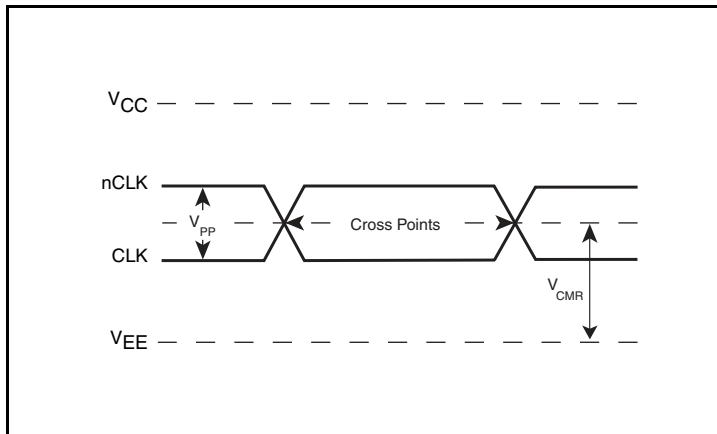 VCC
nCLK
VPP
Cross Points
CLK
VCMR
VEE